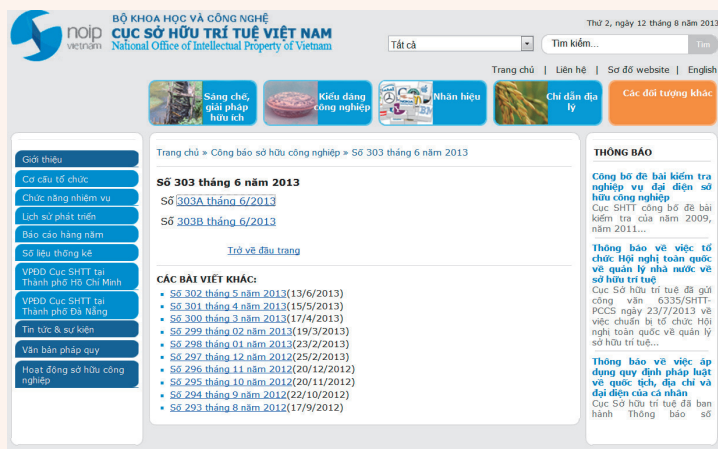 BỘ KHOA HỌC VÀ CÔNG NGHỆ
noip
vietnam
CỤC SỞ HỮU TRÍ TUỆ VIỆT NAM
National Office of Intellectual Property of Vietnam
Thứ 2, ngày 12 tháng 8 năm 2013
Tất cả
Tìm kiếm...
Tìm
Trang chủ | Liên hệ | Sơ đồ website | English
Sáng chế,
giải pháp
hữu ích
Kiểu dáng
công nghiệp
Nhãn hiệu
Chỉ dẫn địa
lý
Các đối tượng khác
Giới thiệu
Cơ cấu tổ chức
Chức năng nhiệm vụ
Lịch sử phát triển
Báo cáo hàng năm
Số liệu thống kê
VPĐD Cục SHTT tại
Thành phố Hồ Chí Minh
VPĐD Cục SHTT tại
Thành phố Đà Nẵng
Tin tức & sự kiện
Văn bản pháp quy
Hoạt động sở hữu công
nghiệp
Trang chủ » Công báo sở hữu công nghiệp » Số 303 tháng 6 năm 2013
Số 303 tháng 6 năm 2013
Số 303A tháng 6/2013
Số 303B tháng 6/2013
Trở về đầu trang
CÁC BÀI VIẾT KHÁC:
Số 302 tháng 5 năm 2013(13/6/2013)
Số 301 tháng 4 năm 2013(15/5/2013)
Số 300 tháng 3 năm 2013(17/4/2013)
Số 299 tháng 02 năm 2013(19/3/2013)
Số 298 tháng 01 năm 2013(23/2/2013)
Số 297 tháng 12 năm 2012(25/2/2013)
Số 296 tháng 11 năm 2012(20/12/2012)
Số 295 tháng 10 năm 2012(20/11/2012)
Số 294 tháng 9 năm 2012(22/10/2012)
Số 293 tháng 8 năm 2012(17/9/2012)
THÔNG BÁO
Công bố đề bài kiểm tra
nghiệp vụ đại diện sở
hữu công nghiệp
Cục SHTT công bố đề bài
kiểm tra của năm 2009,
năm 2011...
Thông báo về việc tổ
chức Hội nghị toàn quốc
về quản lý nhà nước về
sở hữu trí tuệ
Cục Sở hữu trí tuệ đã gửi
công văn 6335/SHTT-
PCCS ngày 23/7/2013 về
việc chuẩn bị tổ chức Hội
nghị toàn quốc về quản lý
sở hữu trí tuệ...
Thông báo về việc áp
dụng quy định pháp luật
về quốc tịch, địa chỉ và
đại diện của cá nhân
Cục Sở hữu trí tuệ đã ban
hành Thông báo số